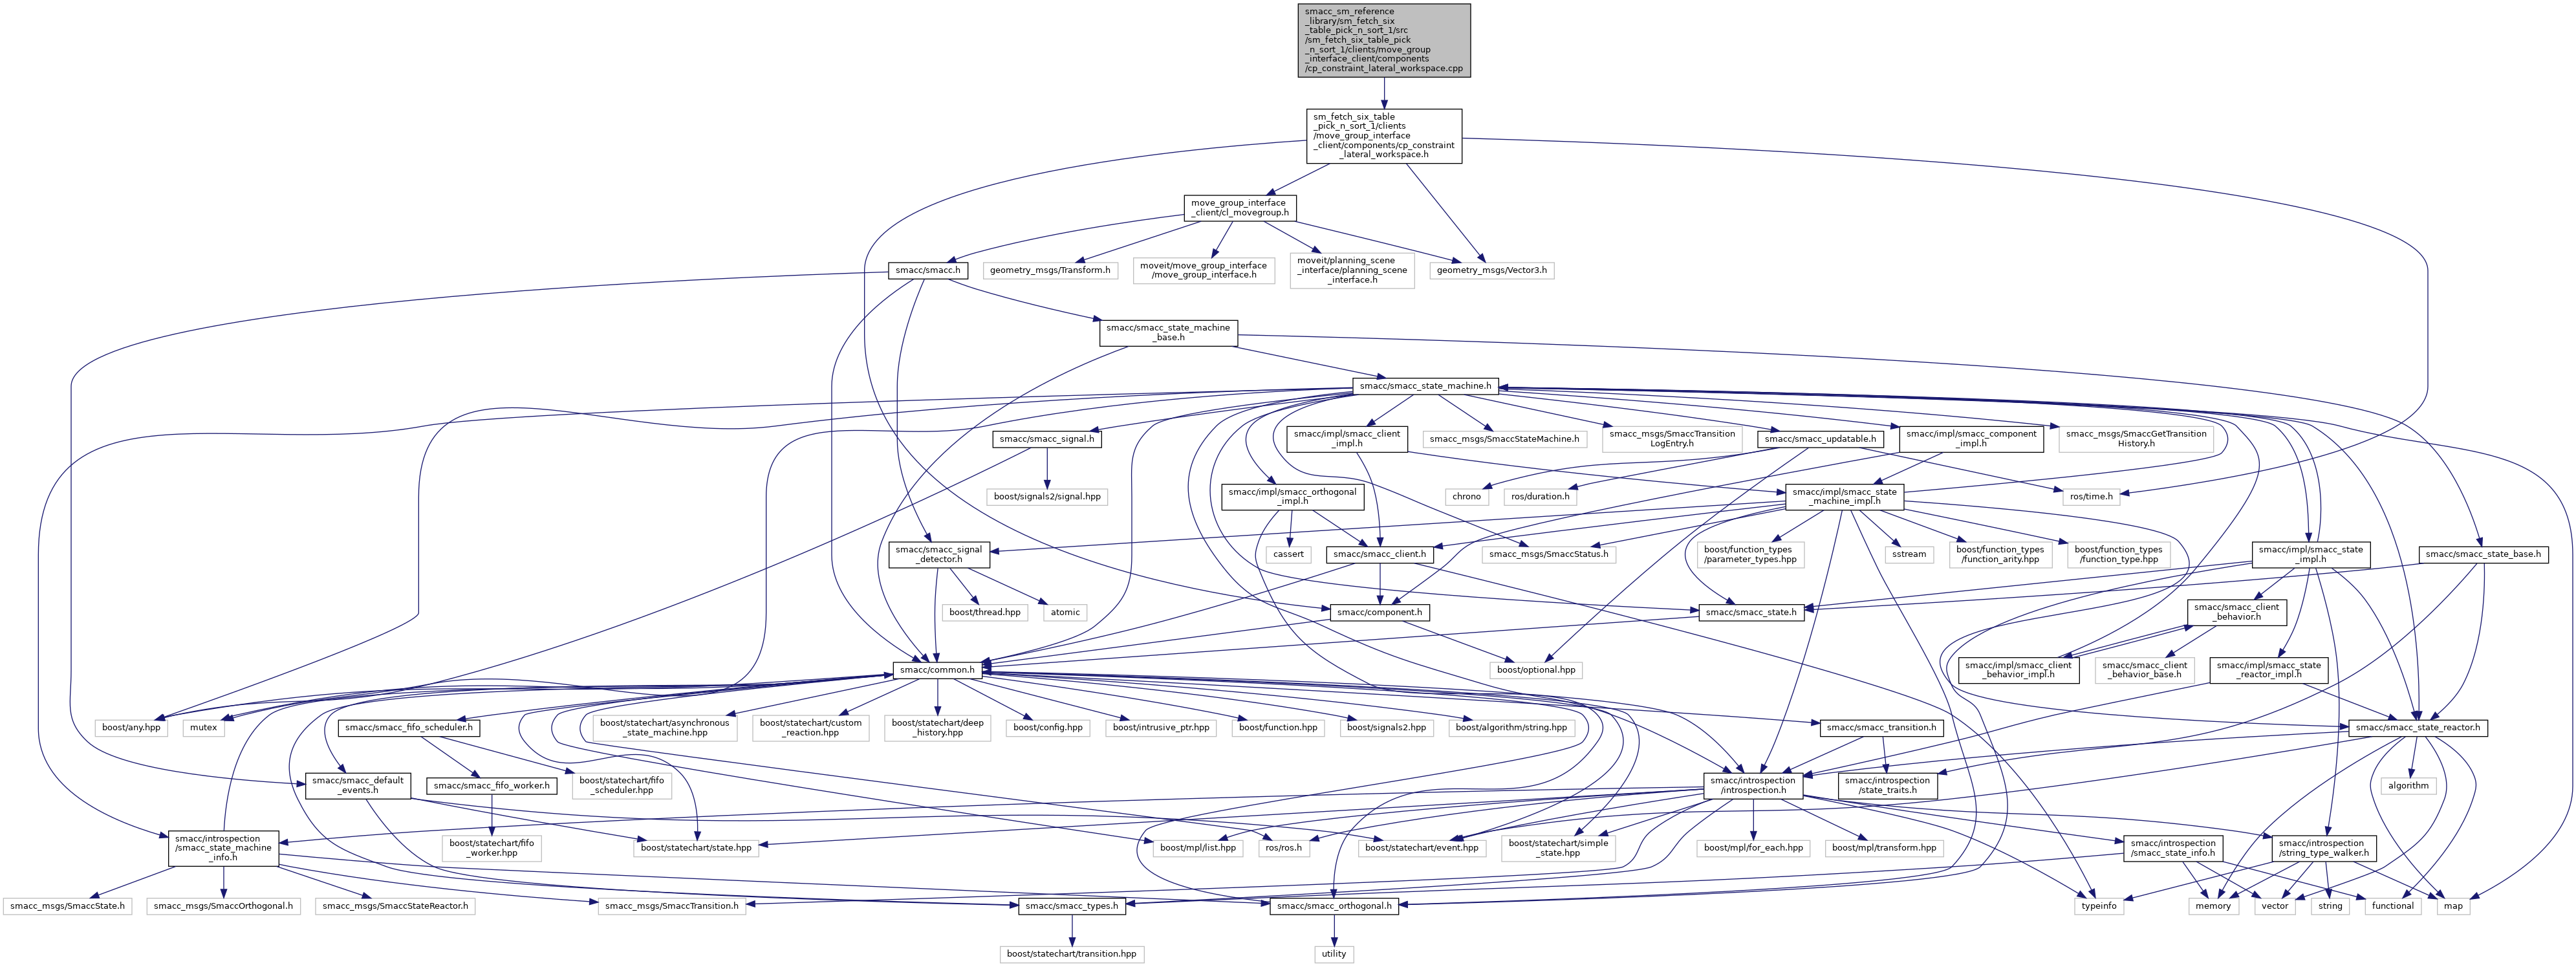 smacc_sm_reference
_library/sm_fetch_six
_table_pick_n_sort_1/src
/sm_fetch_six_table_pick
_n_sort_1/clients/move_group
_interface_client/components
/cp_constraint_lateral_workspace.cpp
sm_fetch_six_table
_pick_n_sort_1/clients
/move_group_interface
_client/components/cp_constraint
_lateral_workspace.h
move_group_interface
_client/cl_movegroup.h
smacc/smacc.h
geometry_msgs/Transform.h
moveit/move_group_interface
/move_group_interface.h
moveit/planning_scene
_interface/planning_scene
_interface.h
geometry_msgs/Vector3.h
smacc/smacc_state_machine
_base.h
smacc/smacc_state_machine.h
smacc/smacc_signal.h
smacc/impl/smacc_client
_impl.h
smacc_msgs/SmaccStateMachine.h
smacc_msgs/SmaccTransition
LogEntry.h
smacc/smacc_updatable.h
smacc/impl/smacc_component
_impl.h
smacc_msgs/SmaccGetTransition
History.h
boost/signals2/signal.hpp
smacc/impl/smacc_orthogonal
_impl.h
chrono
ros/duration.h
smacc/impl/smacc_state
_machine_impl.h
ros/time.h
smacc/smacc_signal
_detector.h
cassert
smacc/smacc_client.h
smacc_msgs/SmaccStatus.h
boost/function_types
/parameter_types.hpp
sstream
boost/function_types
/function_arity.hpp
boost/function_types
/function_type.hpp
smacc/impl/smacc_state
_impl.h
smacc/smacc_state_base.h
boost/thread.hpp
atomic
smacc/component.h
smacc/smacc_state.h
smacc/smacc_client
_behavior.h
smacc/common.h
boost/optional.hpp
smacc/impl/smacc_client
_behavior_impl.h
smacc/smacc_client
_behavior_base.h
smacc/impl/smacc_state
_reactor_impl.h
boost/any.hpp
mutex
smacc/smacc_fifo_scheduler.h
boost/statechart/asynchronous
_state_machine.hpp
boost/statechart/custom
_reaction.hpp
boost/statechart/deep
_history.hpp
boost/config.hpp
boost/intrusive_ptr.hpp
boost/function.hpp
boost/signals2.hpp
boost/algorithm/string.hpp
smacc/smacc_transition.h
smacc/smacc_state_reactor.h
smacc/smacc_default
_events.h
smacc/smacc_fifo_worker.h
boost/statechart/fifo
_scheduler.hpp
smacc/introspection
/introspection.h
smacc/introspection
/state_traits.h
algorithm
smacc/introspection
/smacc_state_machine
_info.h
boost/statechart/fifo
_worker.hpp
boost/statechart/state.hpp
boost/mpl/list.hpp
ros/ros.h
boost/statechart/event.hpp
boost/statechart/simple
_state.hpp
boost/mpl/for_each.hpp
boost/mpl/transform.hpp
smacc/introspection
/smacc_state_info.h
smacc/introspection
/string_type_walker.h
smacc_msgs/SmaccState.h
smacc_msgs/SmaccOrthogonal.h
smacc_msgs/SmaccStateReactor.h
smacc_msgs/SmaccTransition.h
smacc/smacc_types.h
smacc/smacc_orthogonal.h
typeinfo
memory
vector
string
functional
map
boost/statechart/transition.hpp
utility